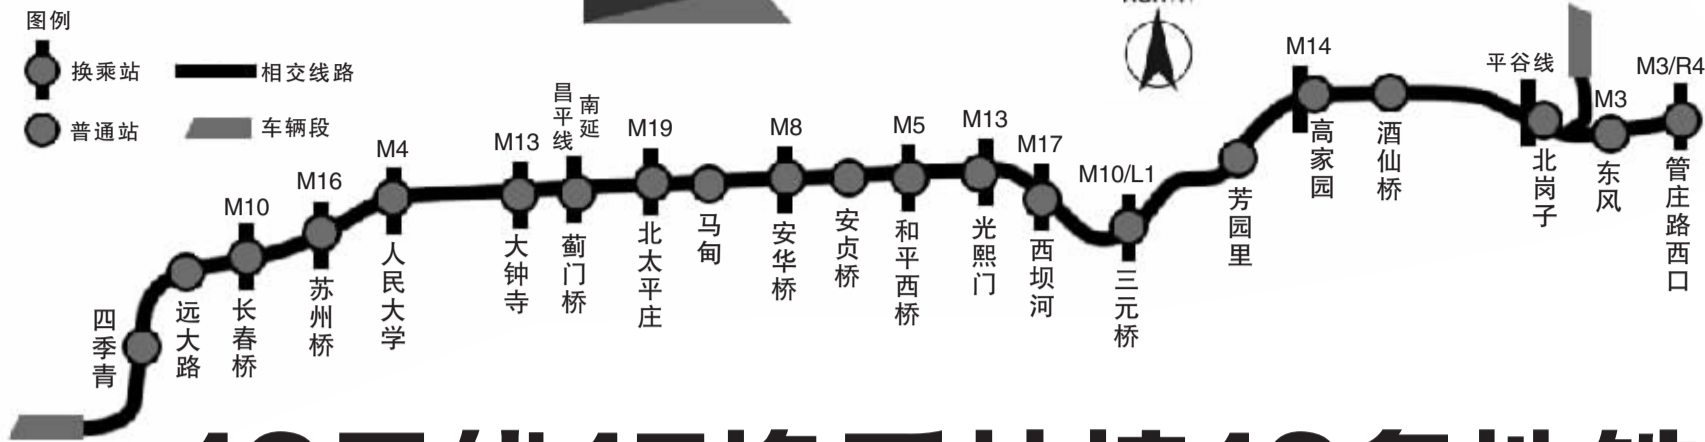 图例
换乘站
相交线路
普通站
车辆段
四季青
远大路
M10
长春桥
M16
苏州桥
M4
人民大学
M13
大钟寺
昌平线
南延
蓟门桥
M19
北太平庄
马甸
M8
安华桥
安贞桥
M5
和平西桥
M13
光熙门
M17
西坝河
M10/L1
三元桥
芳园里
M14
高家园
酒仙桥
平谷线
北岗子
M3
东风
M3/R4
管庄路西口